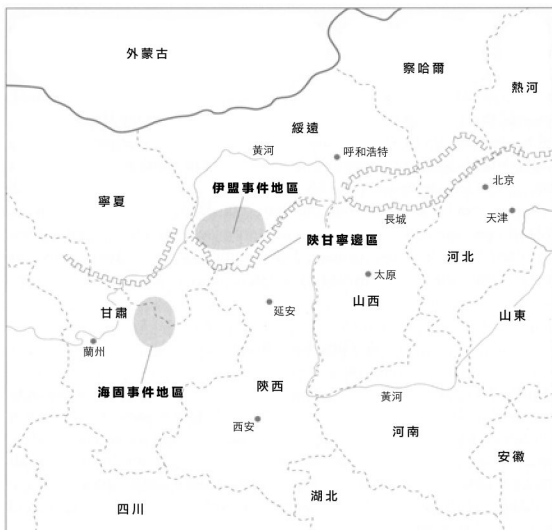 外蒙古
察哈爾
熱河
綏遠
黃河
呼和浩特
北京
伊盟事件地區
寧夏
天津
長城
陝甘寧邊區
河北
太原
山西
甘肅
延安
山東
蘭州
海固事件地區
陝西
黃河
西安
河南
安徽
湖北
四川